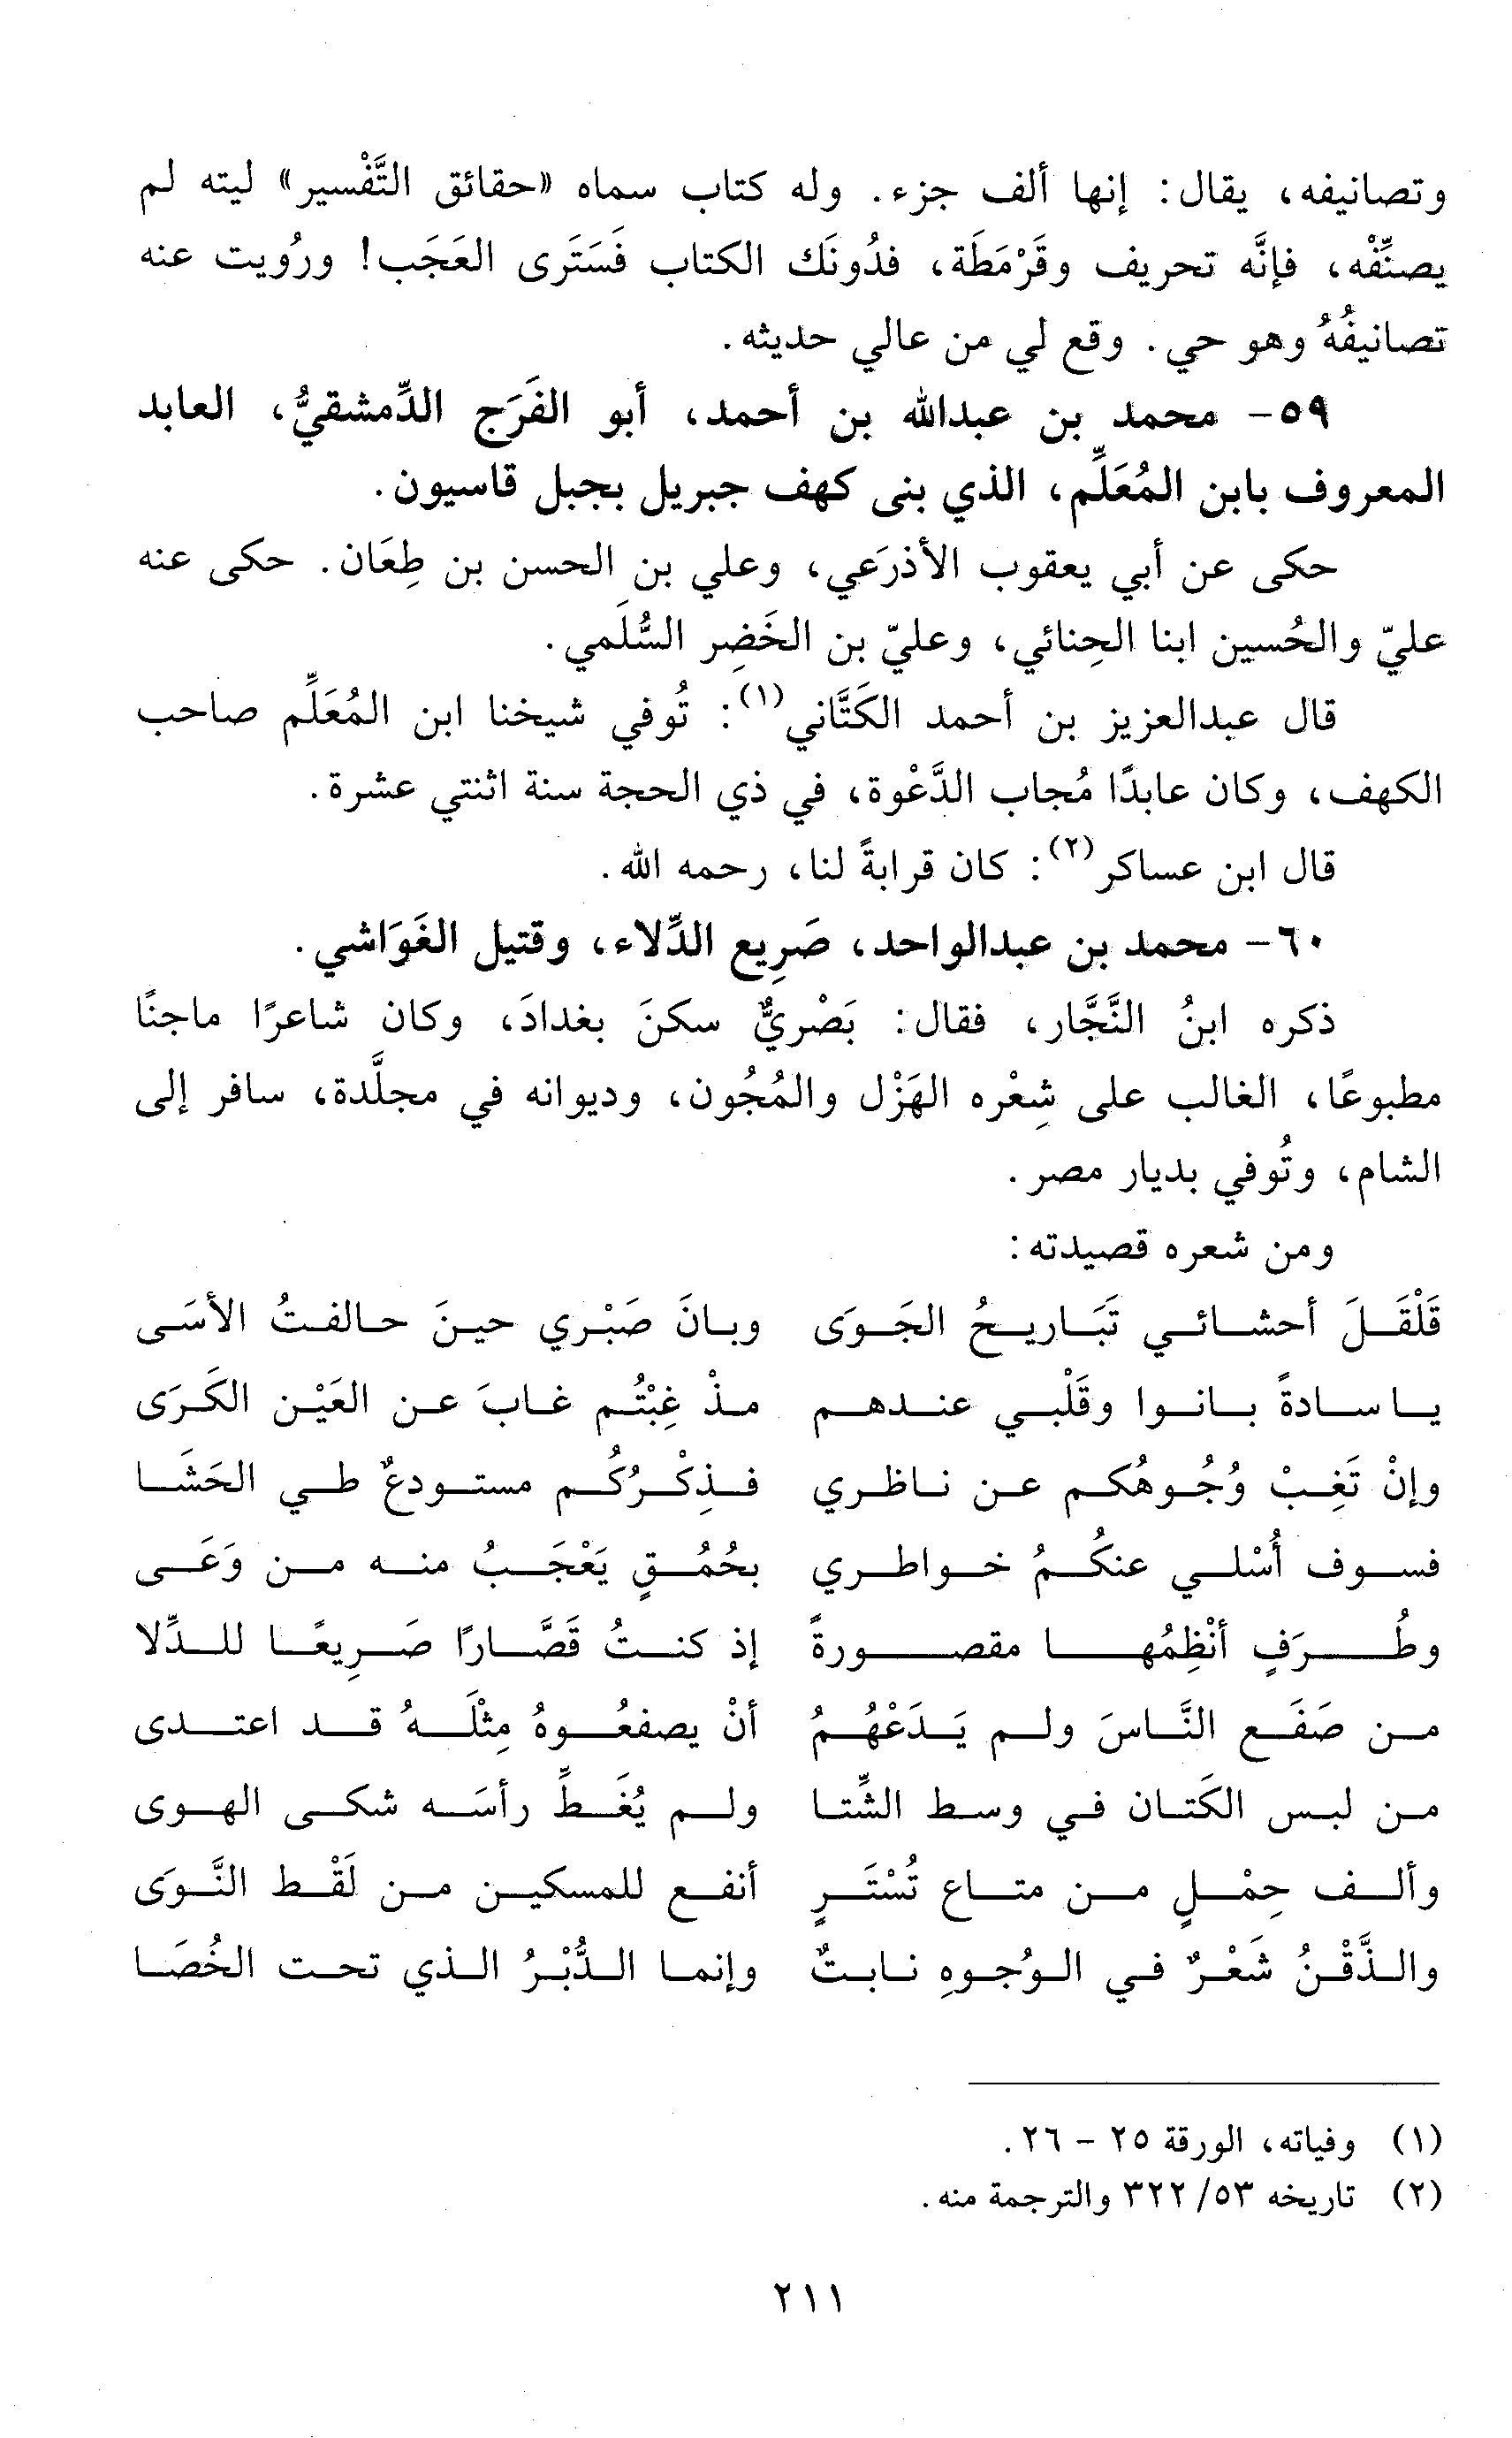 وتصانيفه، يقال: إنها ألف جزء. وله كتاب سماه «حقائق التَّفْسير» ليته لم
يصنِّفْه، فإنَّه تحريف وقَرْمَطَة، فدُونَك الكتاب فَسَتَرى العَجَب! ورُويت عنه
تصانيفُهُ وهو حي. وقع لي من عالي حديثه.
٥٩- محمد بن عبدالله بن أحمد، أبو الفَرَج الدِّمشقيُّ، العابد
المعروف بابن المُعَلِّم، الذي بنى كهف جبريل بجبل قاسيون.
حكى عن أبي يعقوب الأذرَعي، وعلي بن الحسن بن طِعَان. حكى عنه
عليّ والحُسين ابنا الحِنائي، وعليّ بن الخَضِر السُّلَمي.
قال عبدالعزيز بن أحمد الكَتَّاني(١): تُوفي شيخنا ابن المُعَلِّم صاحب
الكهف، وكان عابدًا مُجاب الدَّعْوة، في ذي الحجة سنة اثنتي عشرة.
قال ابن عساكر(٢): كان قرابةً لنا، رحمه الله.
٦٠- محمد بن عبدالواحد، صَرِيع الدِّلاء، وقتيل الغَوَاشي.
ذكره ابنُ النَّجَّار، فقال: بَصْريٌّ سكنَ بغدادَ، وكان شاعرًا ماجنًا
مطبوعًا، الغالب على شِعْره الهَزْل والمُجُون، وديوانه في مجلَّدة، سافر إلى
الشام، وتُوفي بديار مصر.
ومن شعره قصيدته:
قَلْقَلَ أحشائي تَبَاريحُ الجَوَى وبانَ صَبْري حينَ حالفتُ الأسَى
يا سادةً بانوا وقَلْبي عندهم مذْ غِبْتُم غابَ عن العَيْن الكَرَى
وإنْ تَغِبْ وُجُوهُكم عن ناظري فذِكْرُكُم مستودعٌ طي الحَشَا
فسوف أُسْلي عنكُمُ خواطري بحُمُقٍ يَعْجَبُ منه من وَعَى
وطُرَفٍ أنْظِمُها مقصورةً إذ كنتُ قَصَّارًا صَرِيعًا للدِّلا
من صَفَع النَّاسَ ولم يَدَعْهُمُ أنْ يصفعُوهُ مِثْلَهُ قد اعتدى
من لبس الكَتان في وسط الشِّتا ولم يُغَطِّ رأسَه شكى الهوى
وألف حِمْلٍ من متاع تُسْتَرٍ أنفع للمسكين من لَقْط النَّوَى
والذَّقْنُ شَعْرٌ في الوُجوهِ نابتٌ وإنما الدُّبْرُ الذي تحت الخُصَا
(١) وفياته، الورقة ٢٥ - ٢٦.
(٢) تاريخه ٥٣/ ٣٢٢ والترجمة منه.
٢١١